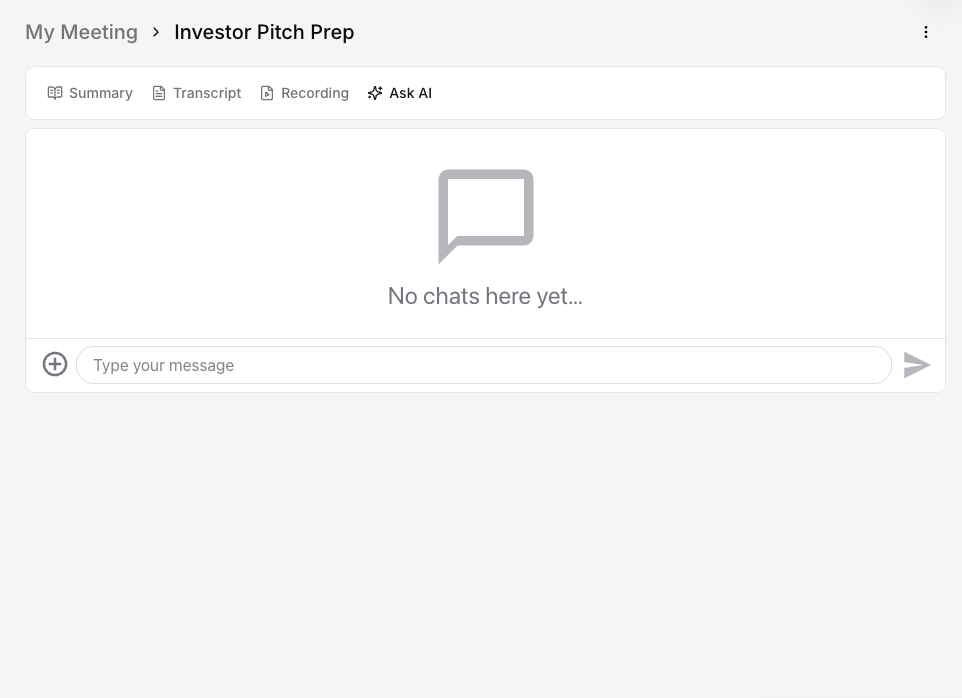 My Meeting > Investor Pitch Prep
Summary Transcript Recording Ask AI
No chats here yet...
Type your message